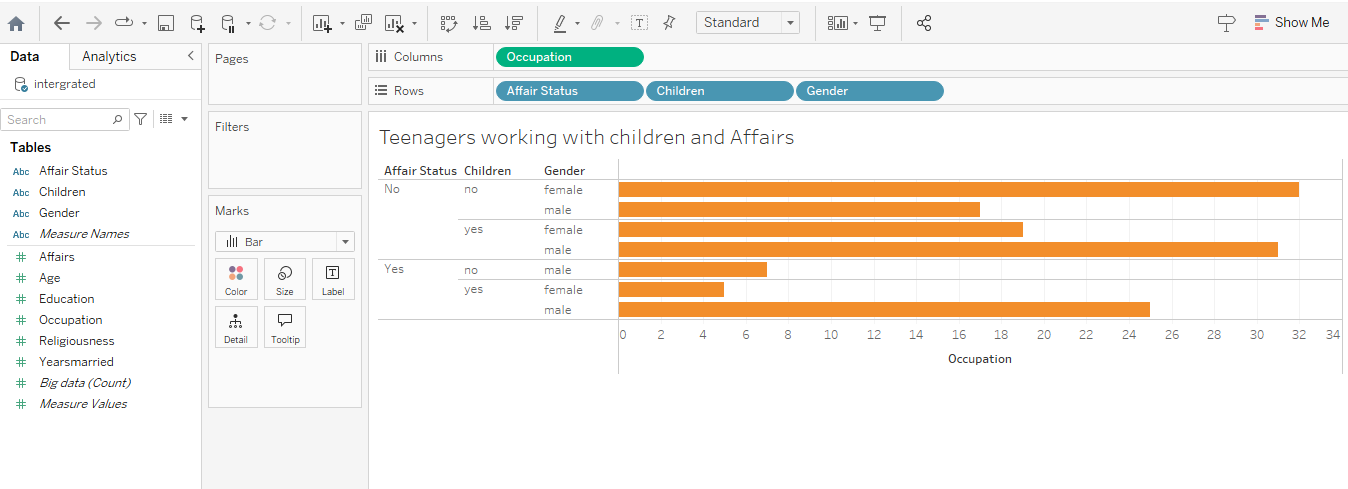 Standard
Show Me
Data
Analytics
intergrated
Search
Tables
Abc Affair Status
Abc Children
Abc Gender
Abc Measure Names
# Affairs
# Age
# Education
# Occupation
# Religiousness
# Yearsmarried
# Big data (Count)
# Measure Values
Pages
Filters
Marks
Bar
Color Size Label
Detail Tooltip
Columns Occupation
Rows Affair Status Children Gender
Teenagers working with children and Affairs
Affair Status Children Gender
No no female
male
yes female
male
Yes no male
yes female
male
0 2 4 6 8 10 12 14 16 18 20 22 24 26 28 30 32 34
Occupation